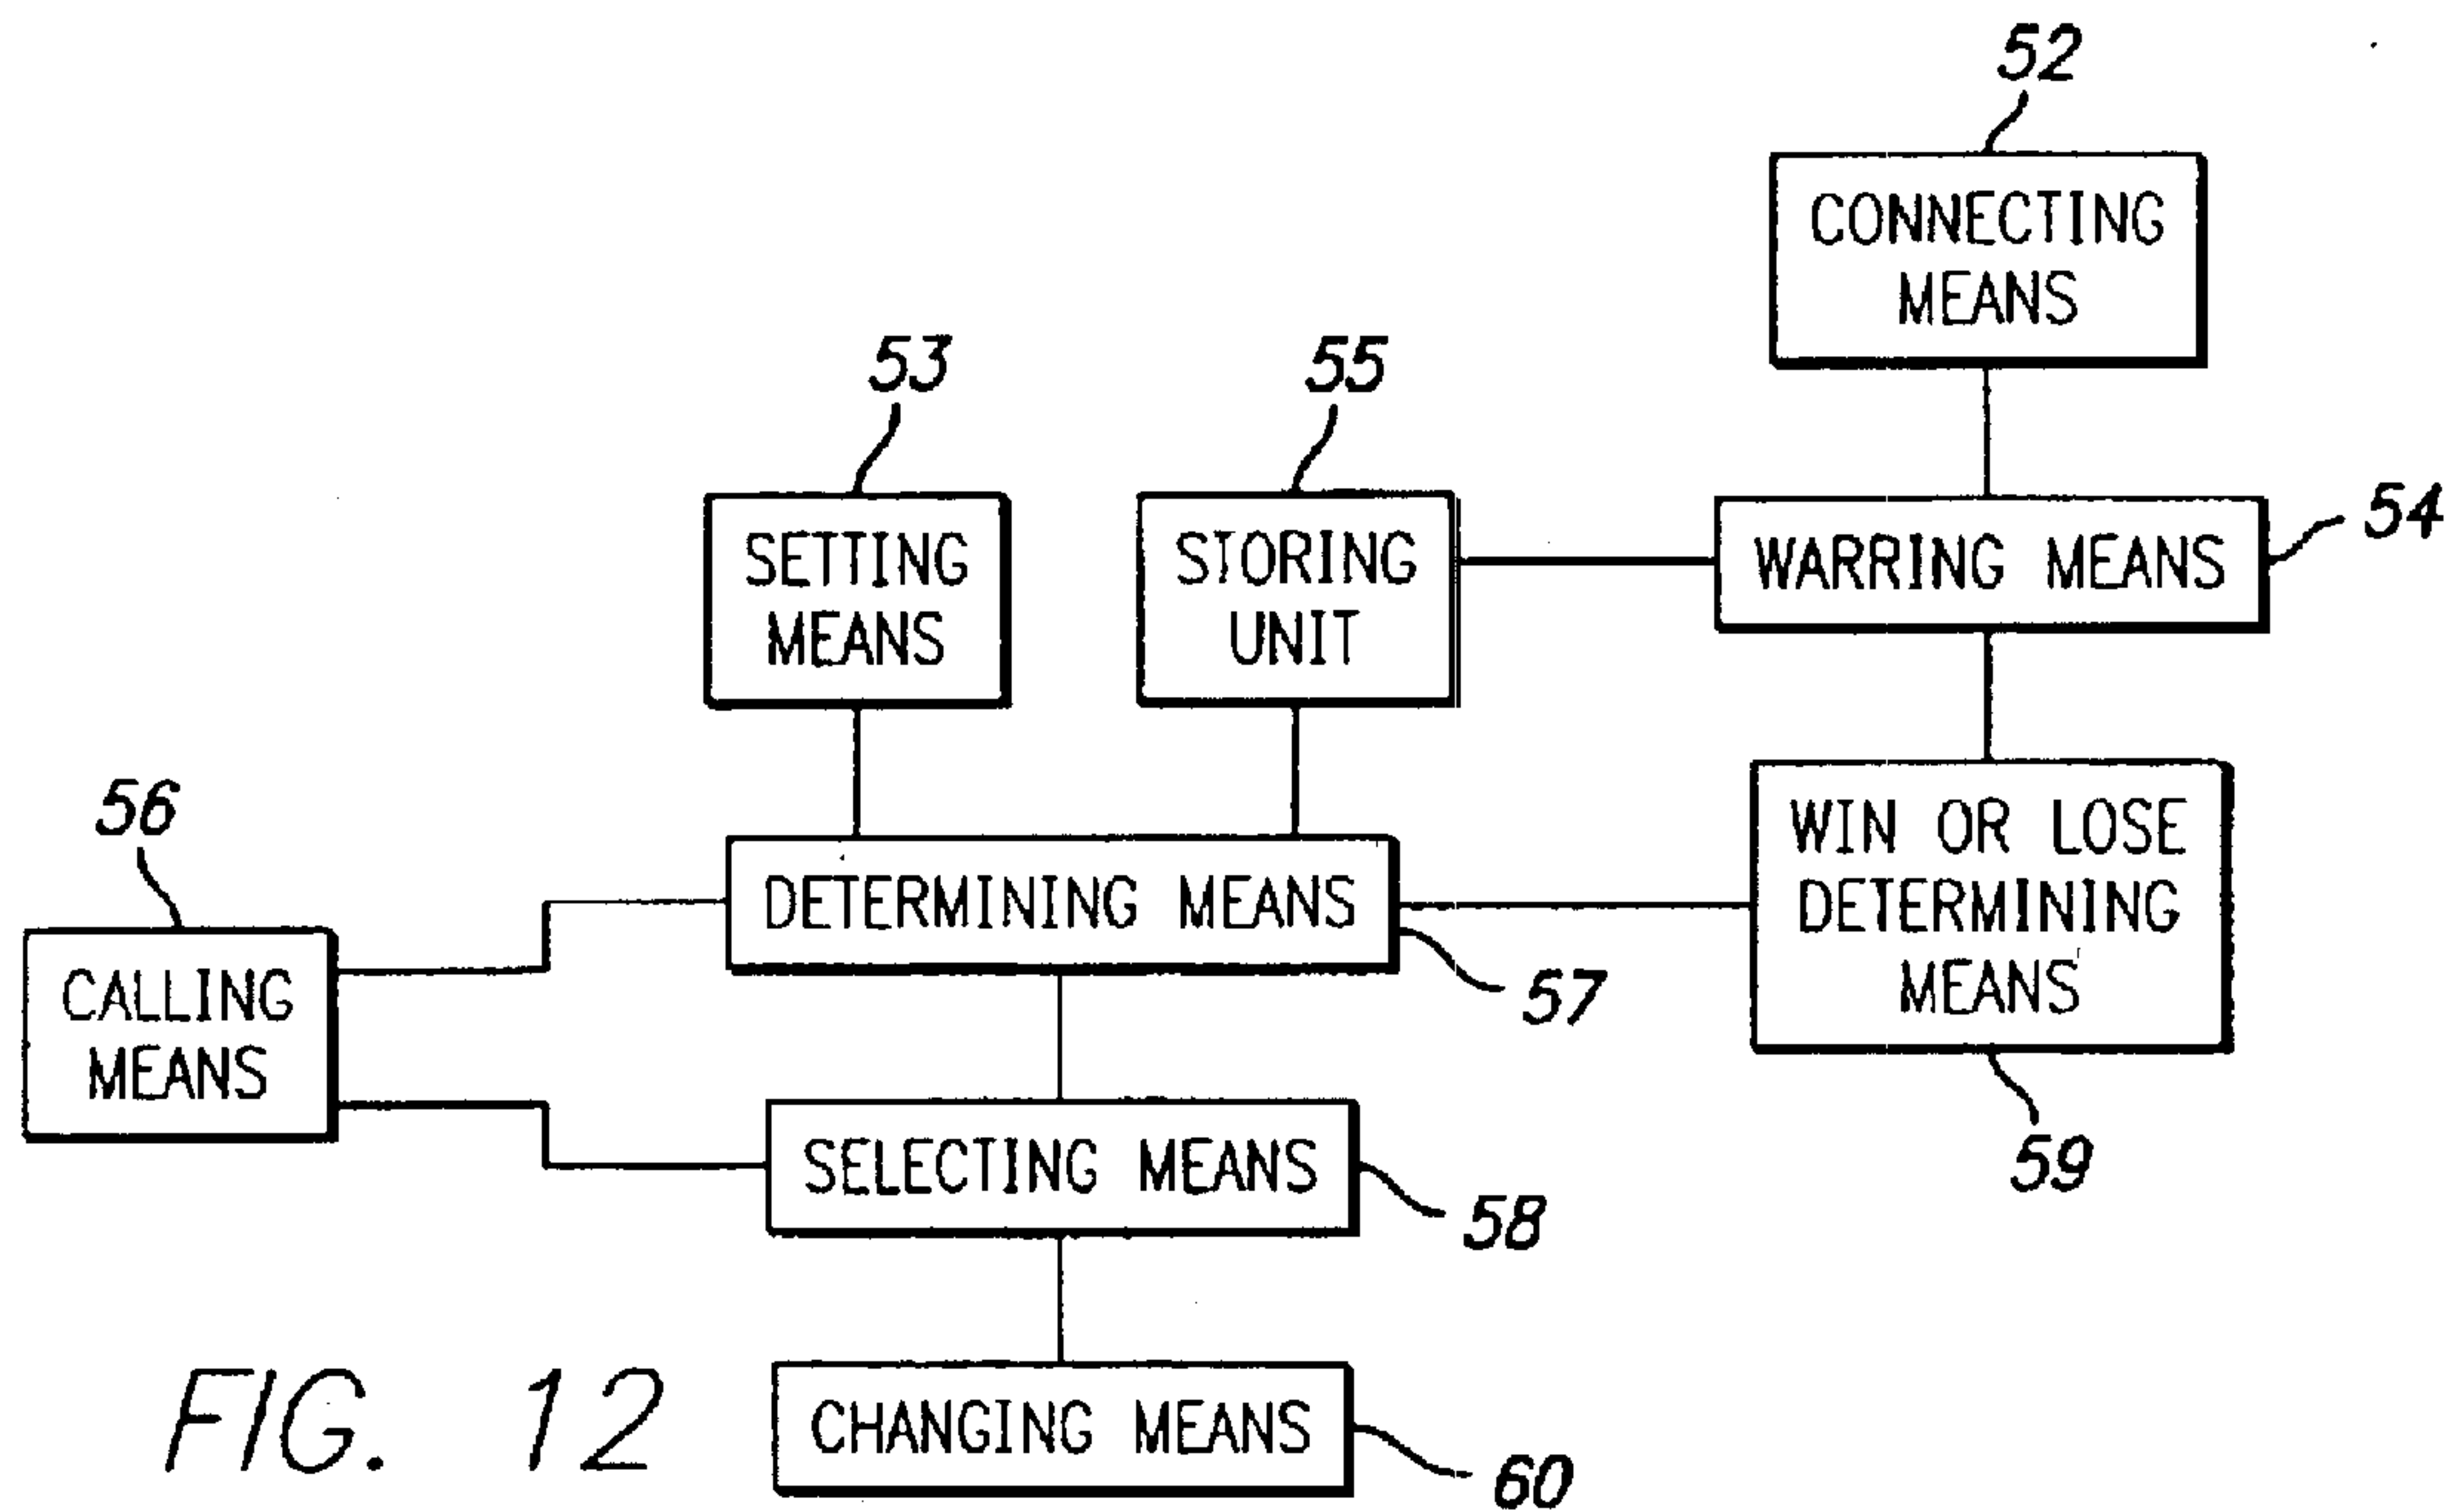 52
CONNECTING
MEANS
53
55
SETTING
MEANS
STORING
UNIT
WARRING MEANS
54
56
CALLING
MEANS
DETERMINING MEANS
57
WIN OR LOSE
DETERMINING
MEANS
59
SELECTING MEANS
58
CHANGING MEANS
60
FIG. 12